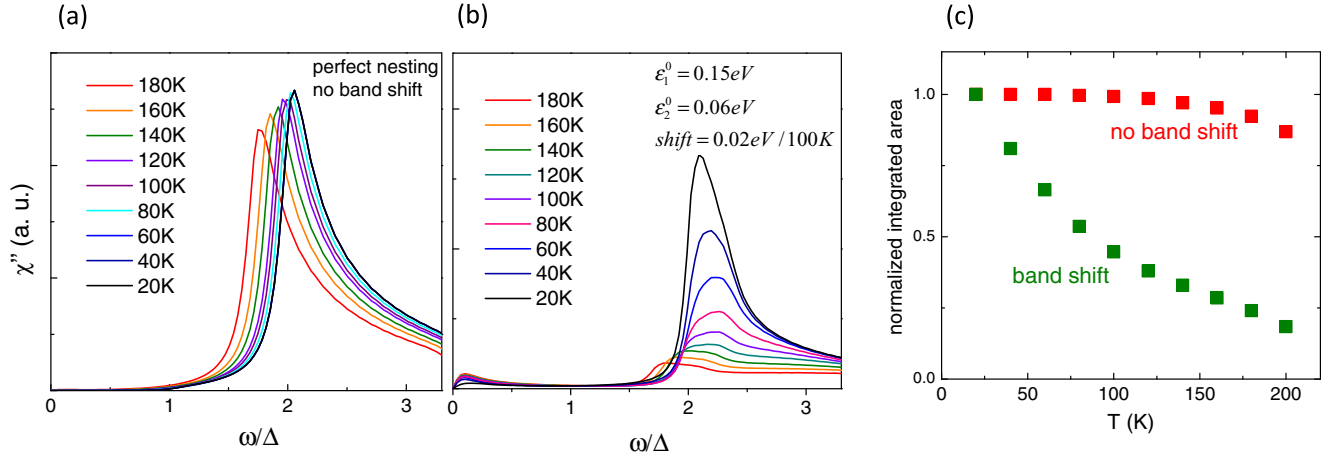 (a)
perfect nesting
no band shift
180K
160K
140K
120K
100K
80K
60K
40K
20K
χ" (a. u.)
0
1
2
3
ω/Δ
(b)
ε₁⁰ = 0.15eV
ε₂⁰ = 0.06eV
shift = 0.02eV /100K
180K
160K
140K
120K
100K
80K
60K
40K
20K
0
1
2
3
ω/Δ
(c)
normalized integrated area
1.0
0.5
0.0
no band shift
band shift
0
50
100
150
200
T (K)